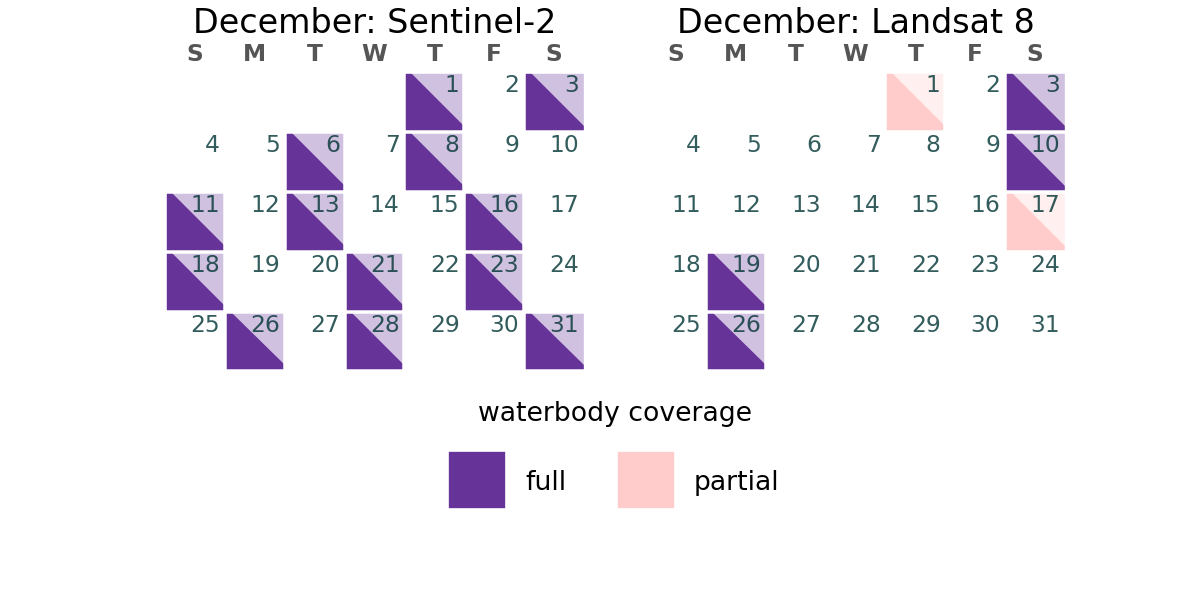 December: Sentinel-2
S M T W T F S
1 2 3
4 5 6 7 8 9 10
11 12 13 14 15 16 17
18 19 20 21 22 23 24
25 26 27 28 29 30 31
December: Landsat 8
S M T W T F S
1 2 3
4 5 6 7 8 9 10
11 12 13 14 15 16 17
18 19 20 21 22 23 24
25 26 27 28 29 30 31
waterbody coverage
full
partial